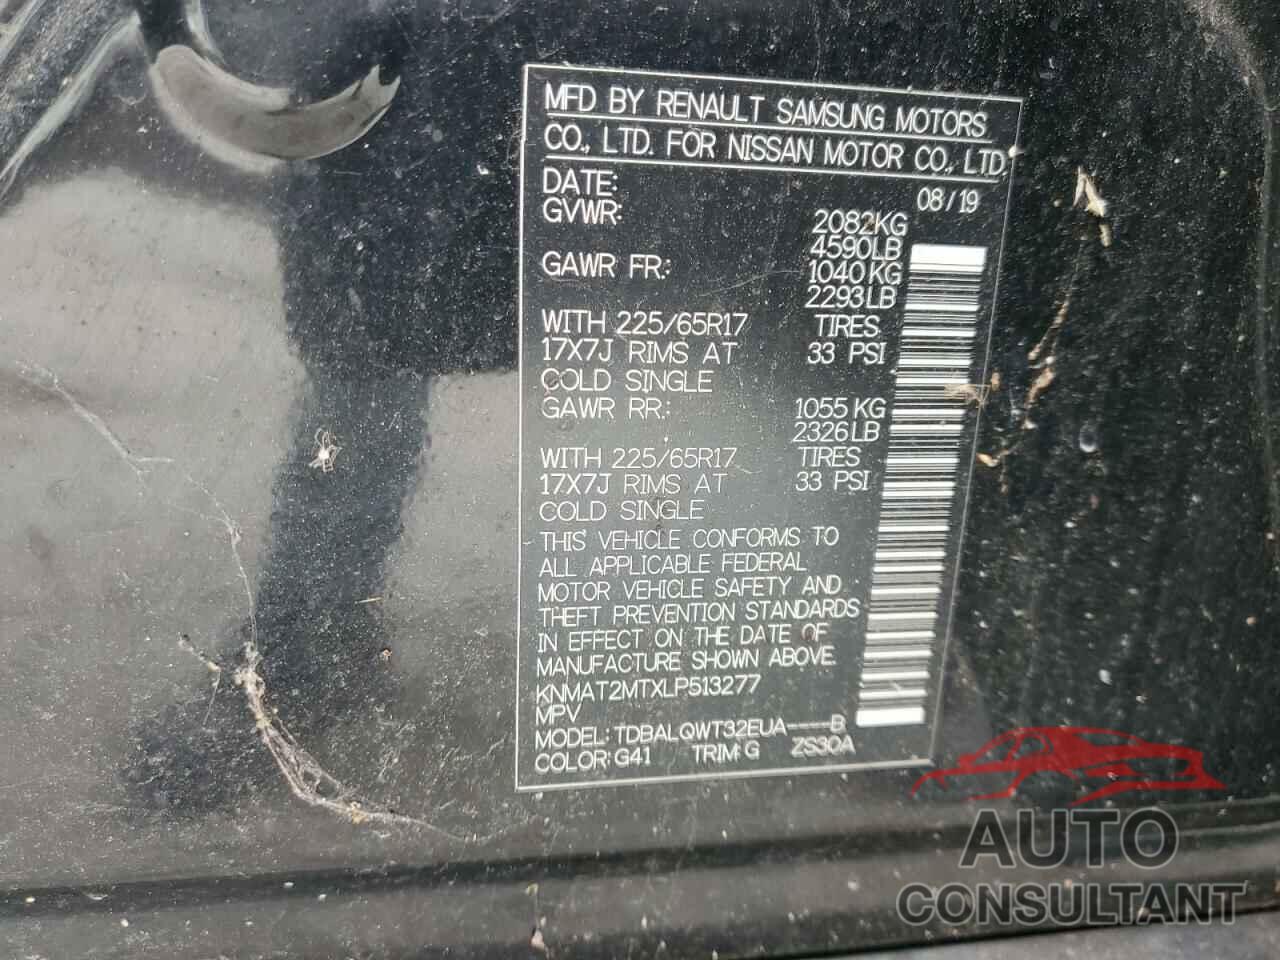 MFD BY RENAULT SAMSUNG MOTORS
CO., LTD. FOR NISSAN MOTOR CO., LTD.
DATE: 08/19
GVWR: 2082KG
4590LB
GAWR FR.: 1040KG
2293LB
WITH 225/65R17 TIRES
17X7J RIMS AT 33 PSI
COLD SINGLE
GAWR RR.: 1055KG
2326LB
WITH 225/65R17 TIRES
17X7J RIMS AT 33 PSI
COLD SINGLE
THIS VEHICLE CONFORMS TO
ALL APPLICABLE FEDERAL
MOTOR VEHICLE SAFETY AND
THEFT PREVENTION STANDARDS
IN EFFECT ON THE DATE OF
MANUFACTURE SHOWN ABOVE.
KNMAT2MTXLP513277
MPV
MODEL: TDBALQWT32EUA----B
COLOR: G41 TRIM: G ZS30A
AUTO
CONSULTANT